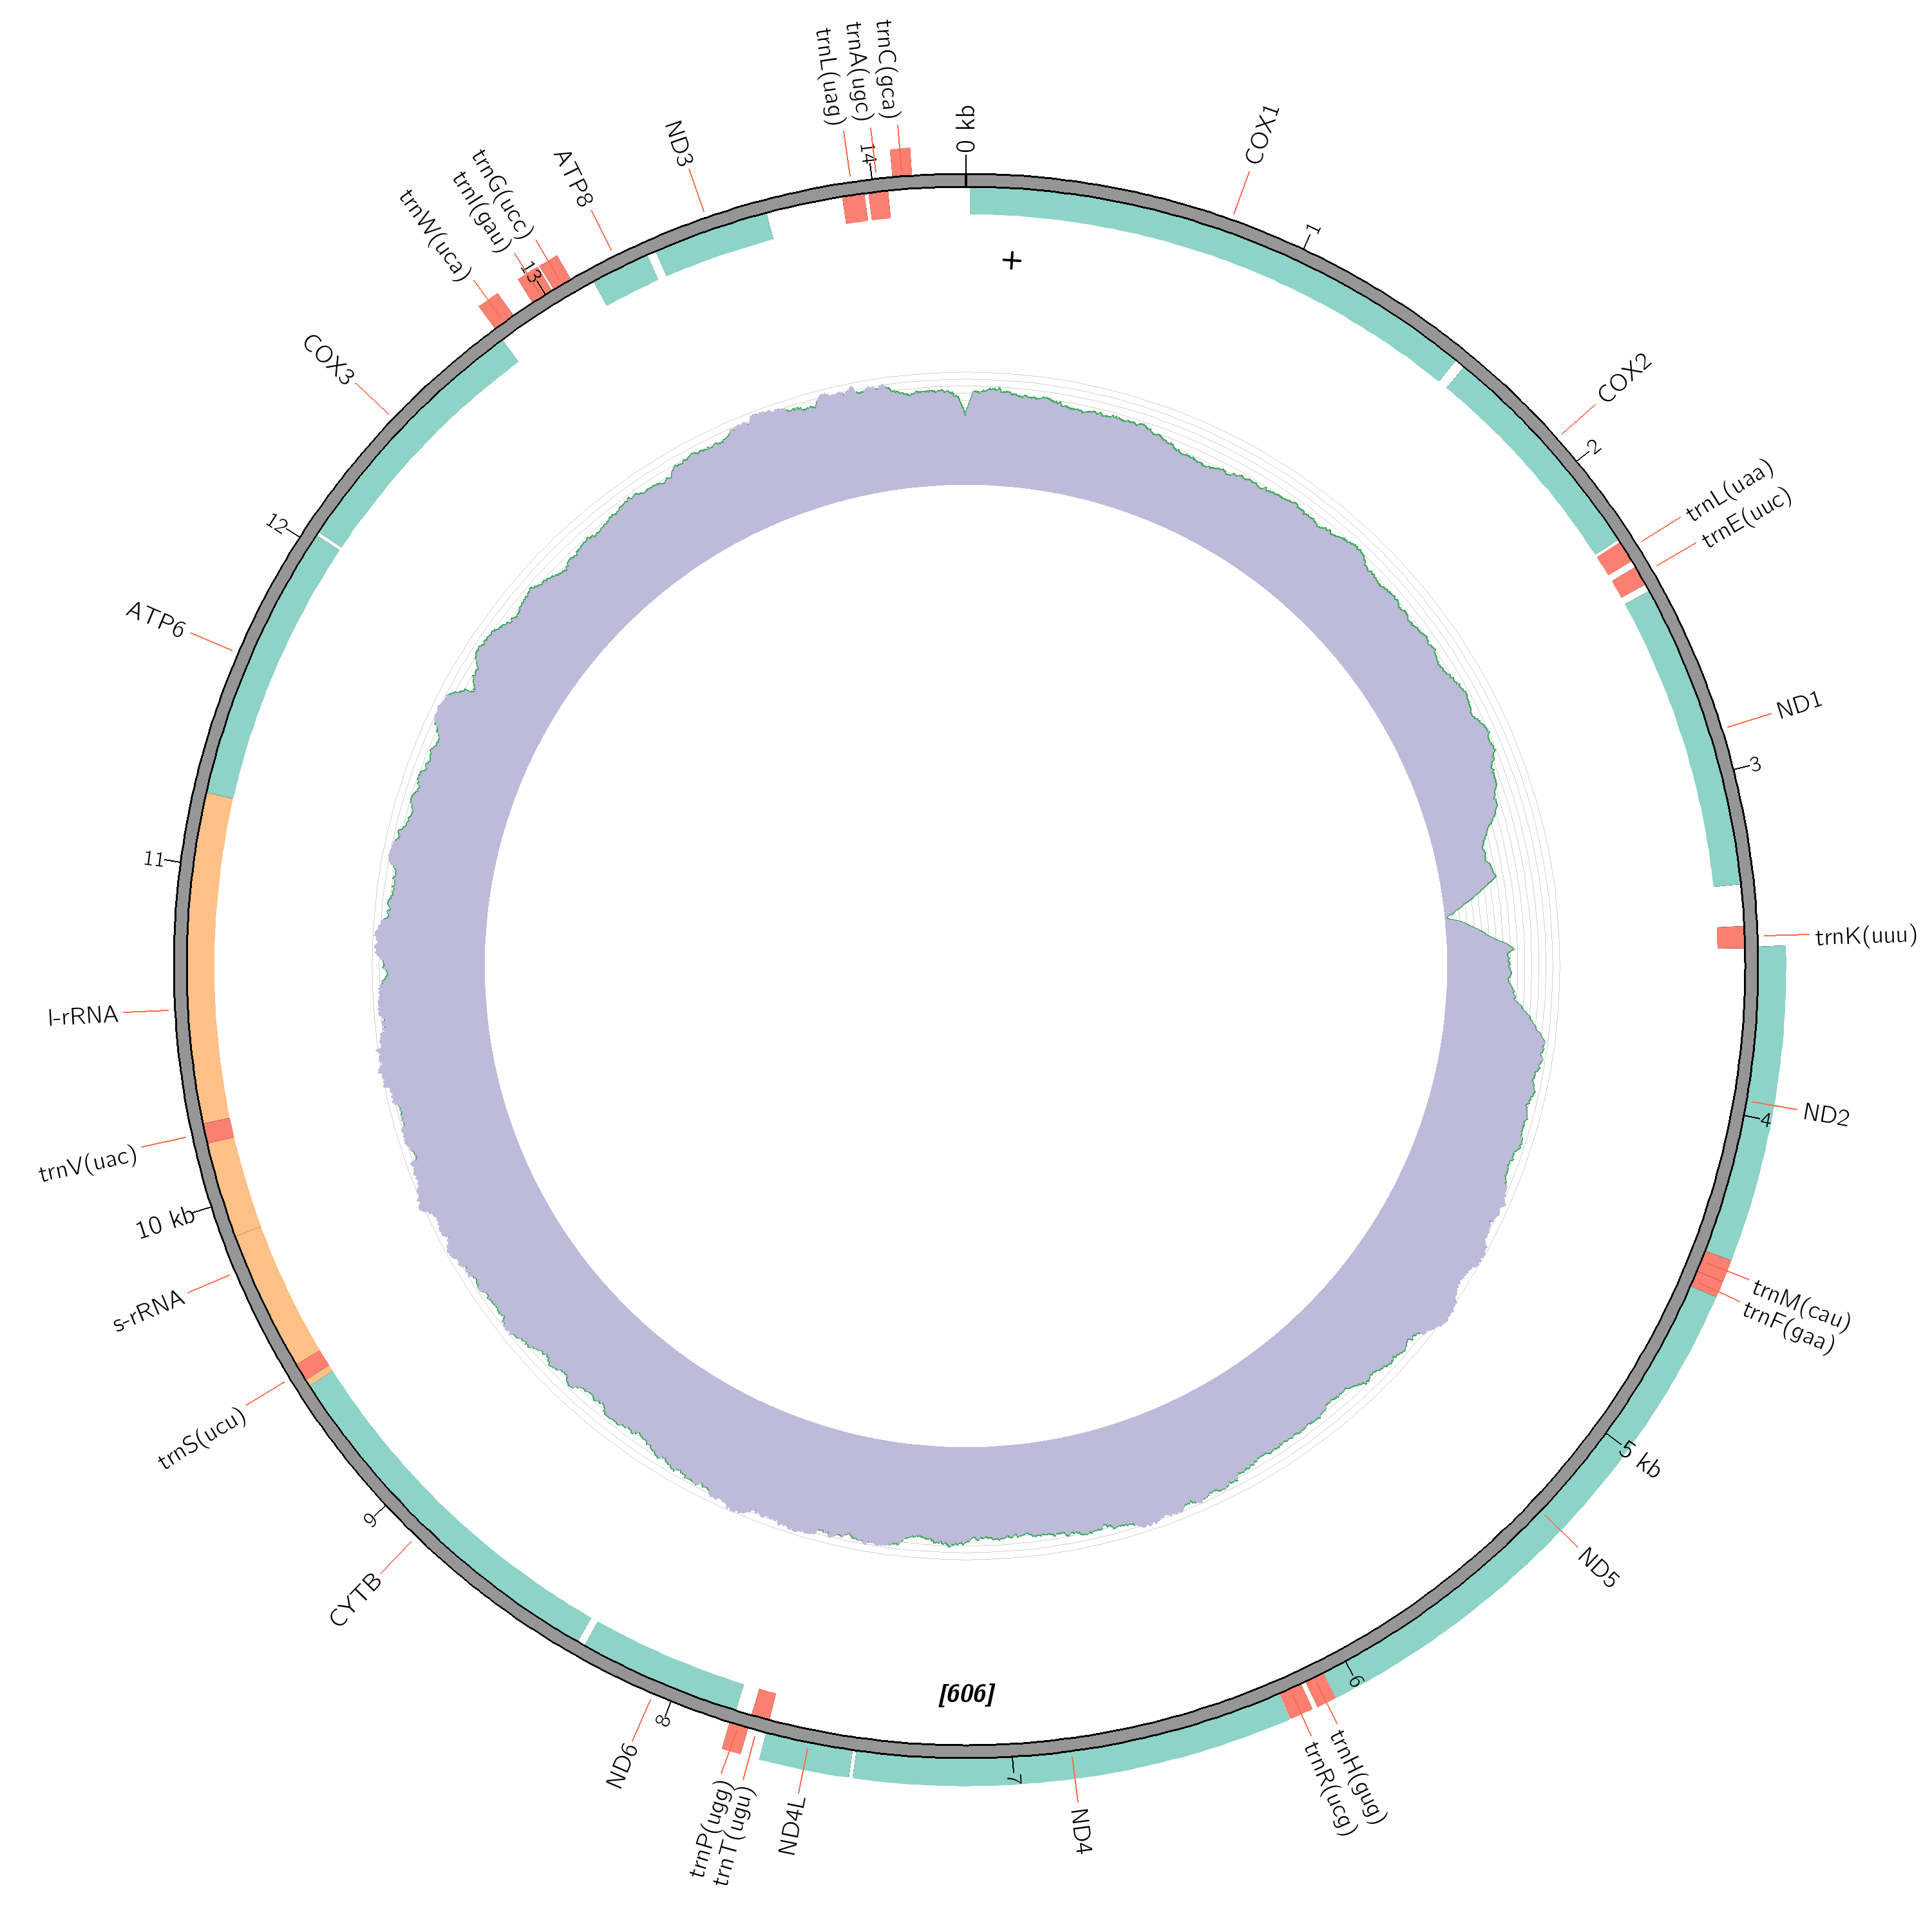 0 kb
COX1
1
COX2
2
trnL(uaa)
trnE(uuc)
ND1
3
trnK(uuu)
ND2
4
trnM(cau)
trnF(gaa)
5 kb
ND5
6
trnH(gug)
trnR(ucg)
ND4
7
ND4L
trnT(ugu)
trnP(ugg)
8
ND6
CYTB
9
trnS(ucu)
s-rRNA
10 kb
trnV(uac)
l-rRNA
11
ATP6
12
COX3
trnW(uca)
13
trnI(gau)
trnG(ucc)
ATP8
ND3
trnL(uag)
14
trnA(ugc)
trnC(gca)
+
[606]